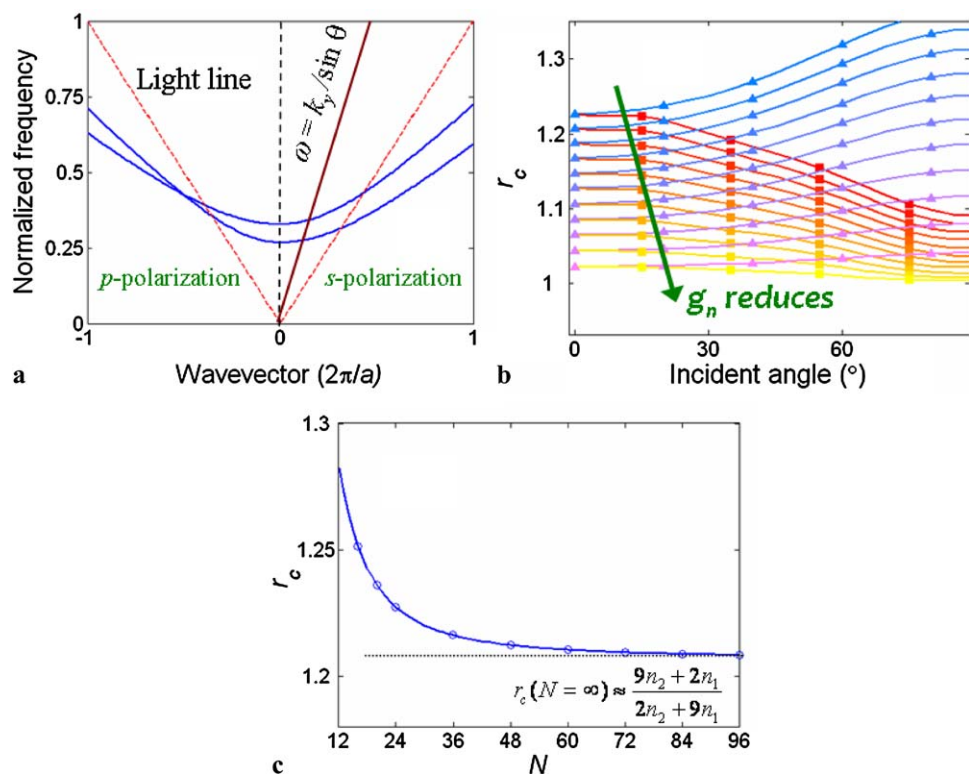 1
0.75
0.5
0.25
0
Normalized frequency
Light line
ω = k_y/sin θ
p-polarization
s-polarization
-1 0 1
Wavevector (2π/a)
a
1.3
1.2
1.1
1
r_c
g_n reduces
0 30 60
Incident angle (°)
b
1.3
1.25
1.2
r_c
r_c(N = ∞) ≈ (9n_2 + 2n_1)/(2n_2 + 9n_1)
12 24 36 48 60 72 84 96
N
c